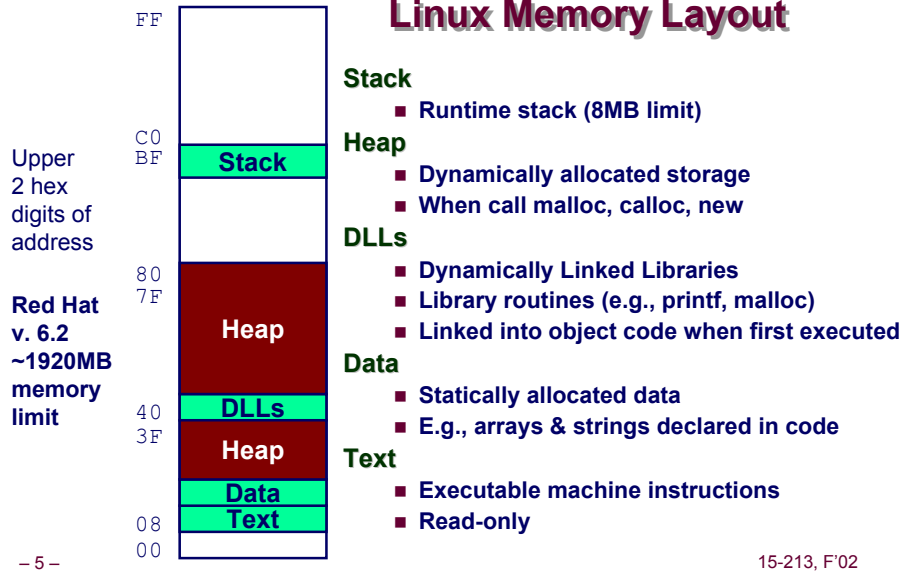 Linux Memory Layout
FF
C0
BF
80
7F
40
3F
08
00
Upper
2 hex
digits of
address
Red Hat
v. 6.2
~1920MB
memory
limit
Stack
Heap
DLLs
Heap
Data
Text
Stack
■ Runtime stack (8MB limit)
Heap
■ Dynamically allocated storage
■ When call malloc, calloc, new
DLLs
■ Dynamically Linked Libraries
■ Library routines (e.g., printf, malloc)
■ Linked into object code when first executed
Data
■ Statically allocated data
■ E.g., arrays & strings declared in code
Text
■ Executable machine instructions
■ Read-only
– 5 –
15-213, F'02